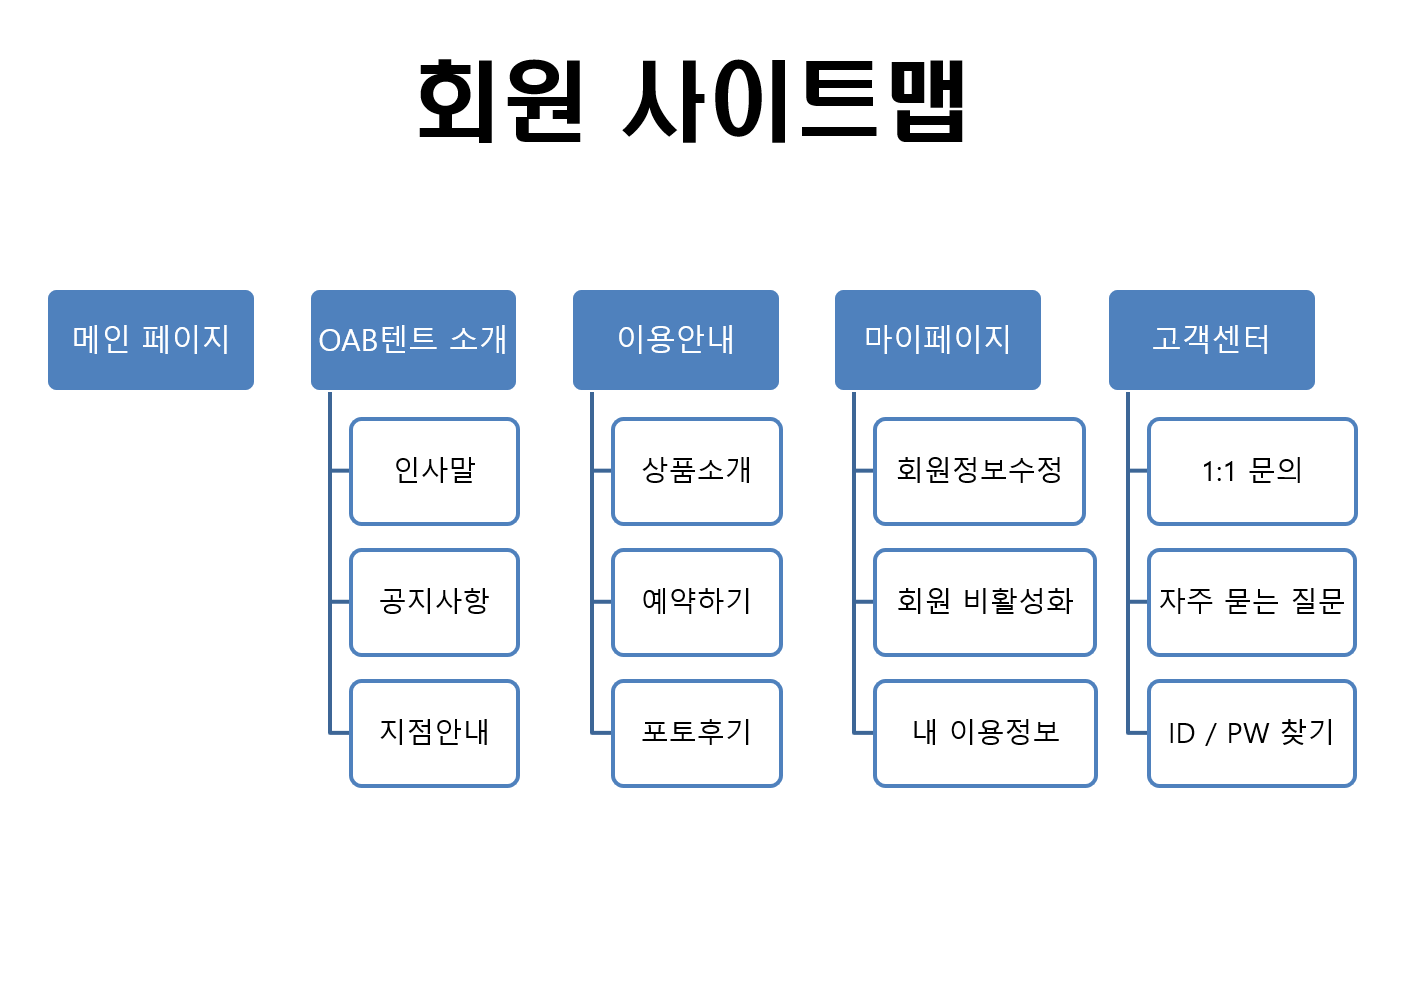 회원 사이트맵
메인 페이지
OAB텐트 소개
인사말
공지사항
지점안내
이용안내
상품소개
예약하기
포토후기
마이페이지
회원정보수정
회원 비활성화
내 이용정보
고객센터
1:1 문의
자주 묻는 질문
ID / PW 찾기